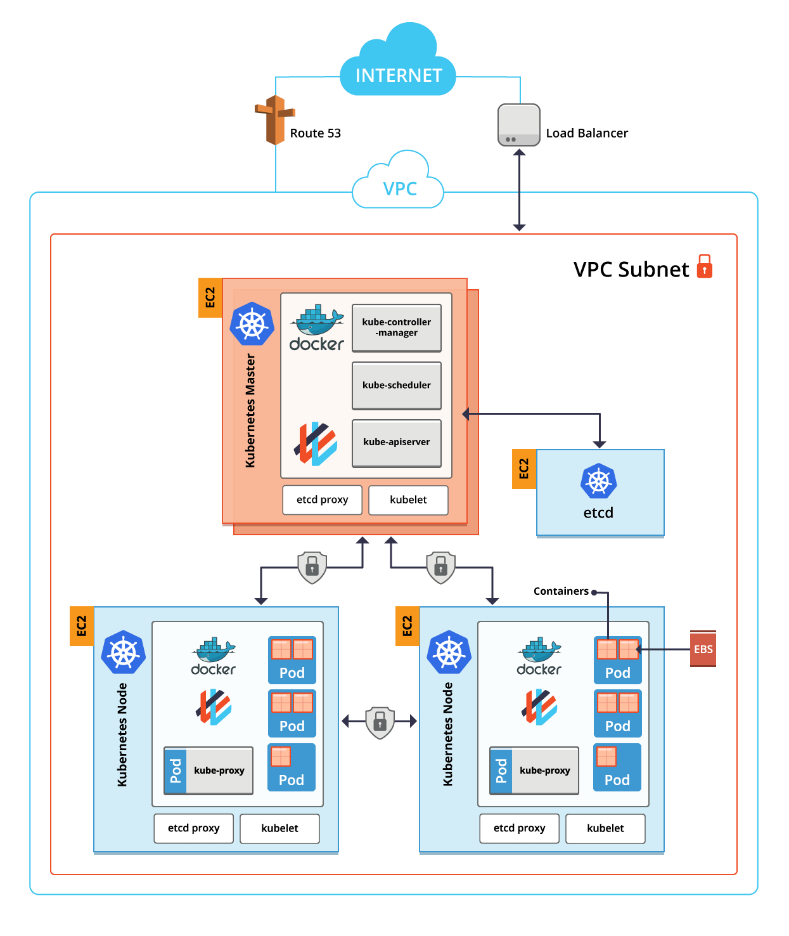 INTERNET
Route 53
Load Balancer
VPC
VPC Subnet
EC2
Kubernetes Master
docker
kube-controller
-manager
kube-scheduler
kube-apiserver
etcd proxy
kubelet
EC2
etcd
EC2
Kubernetes Node
docker
Pod
Pod
Pod
Pod
kube-proxy
etcd proxy
kubelet
Containers
EC2
Kubernetes Node
docker
Pod
Pod
Pod
Pod
kube-proxy
etcd proxy
kubelet
EBS